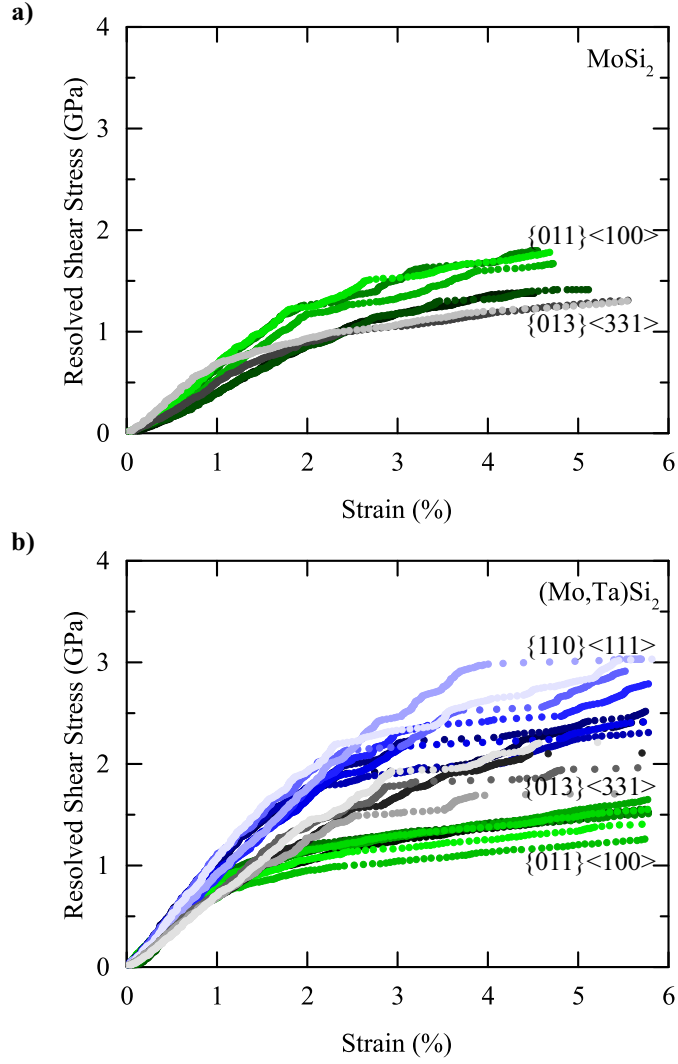 a)
4
MoSi₂
3
Resolved Shear Stress (GPa)
2
{011}<100>
1
{013}<331>
0
0 1 2 3 4 5 6
Strain (%)
b)
4
(Mo,Ta)Si₂
{110}<111>
3
Resolved Shear Stress (GPa)
2
{013}<331>
1
{011}<100>
0
0 1 2 3 4 5 6
Strain (%)